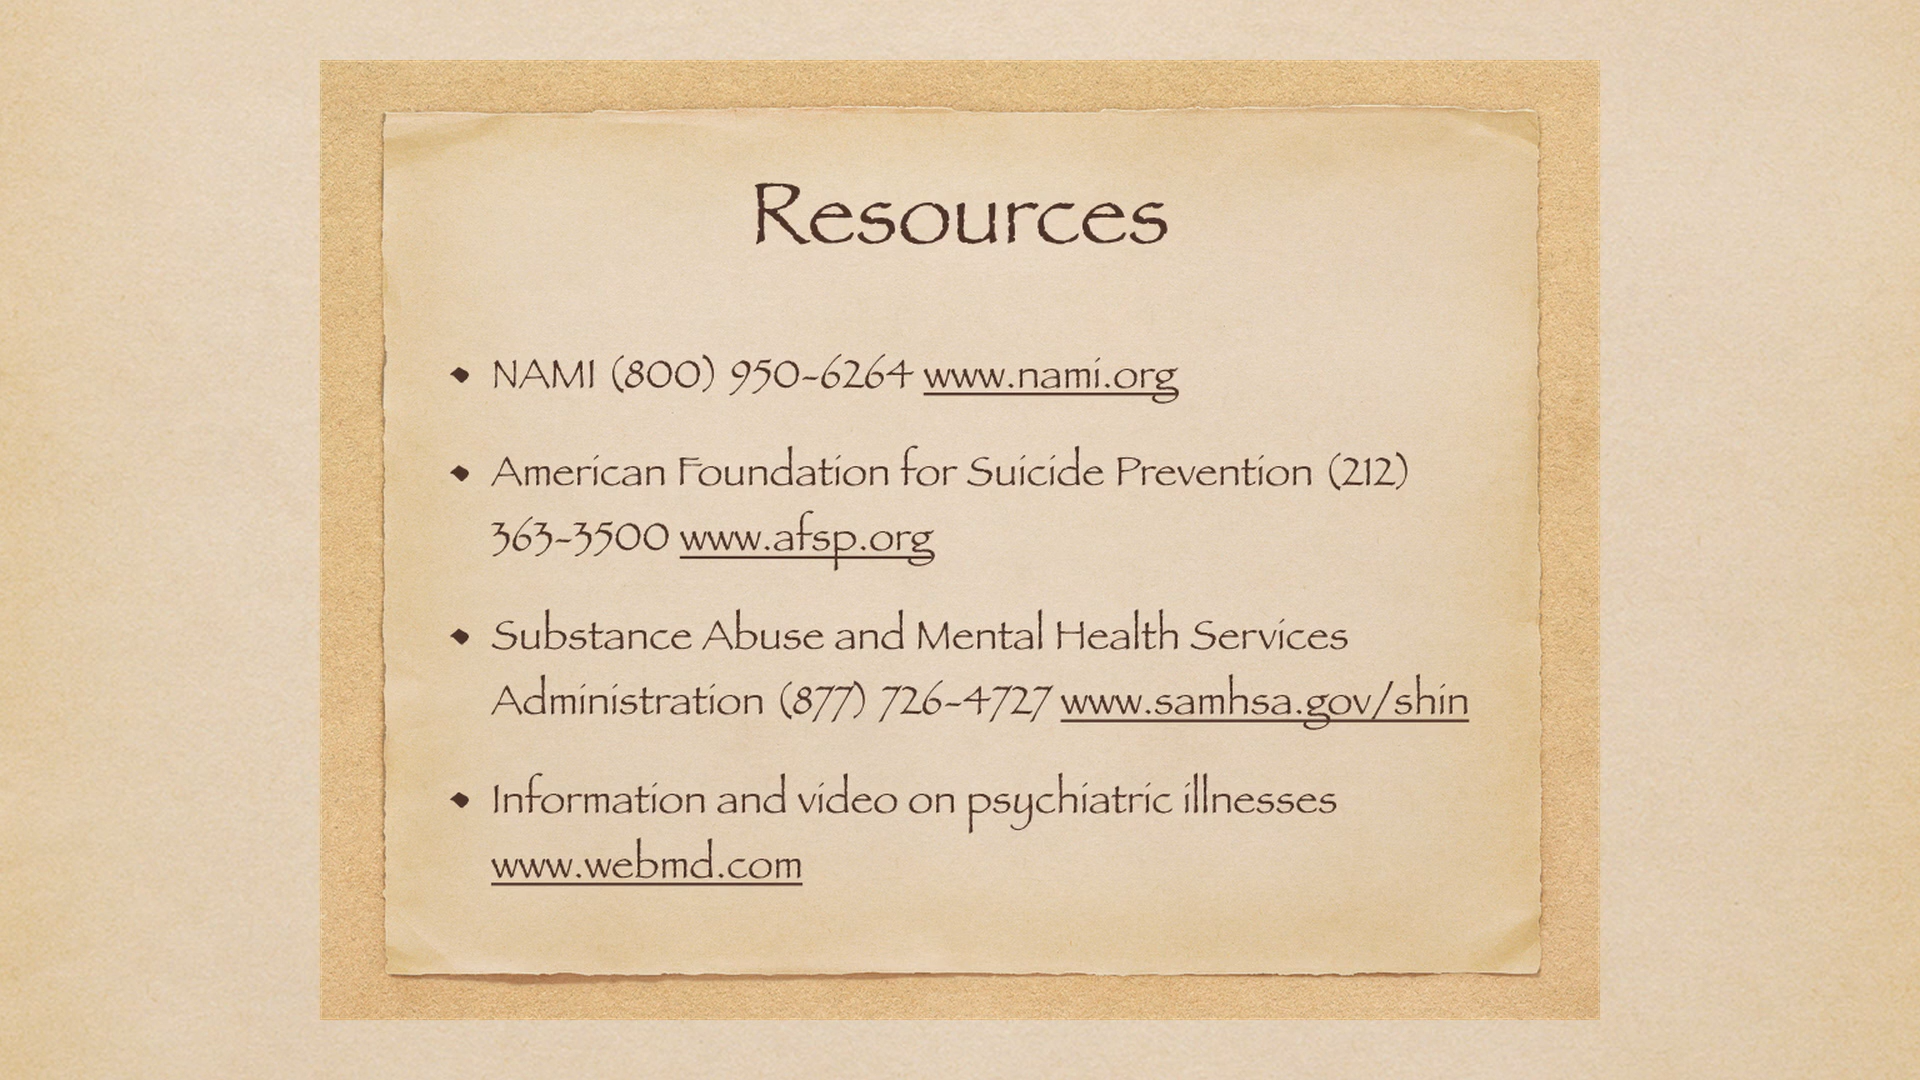 Resources
• NAMI (800) 950-6264 www.nami.org
• American Foundation for Suicide Prevention (212)
363-3500 www.afsp.org
• Substance Abuse and Mental Health Services
Administration (877) 726-4727 www.samhsa.gov/shin
• Information and video on psychiatric illnesses
www.webmd.com